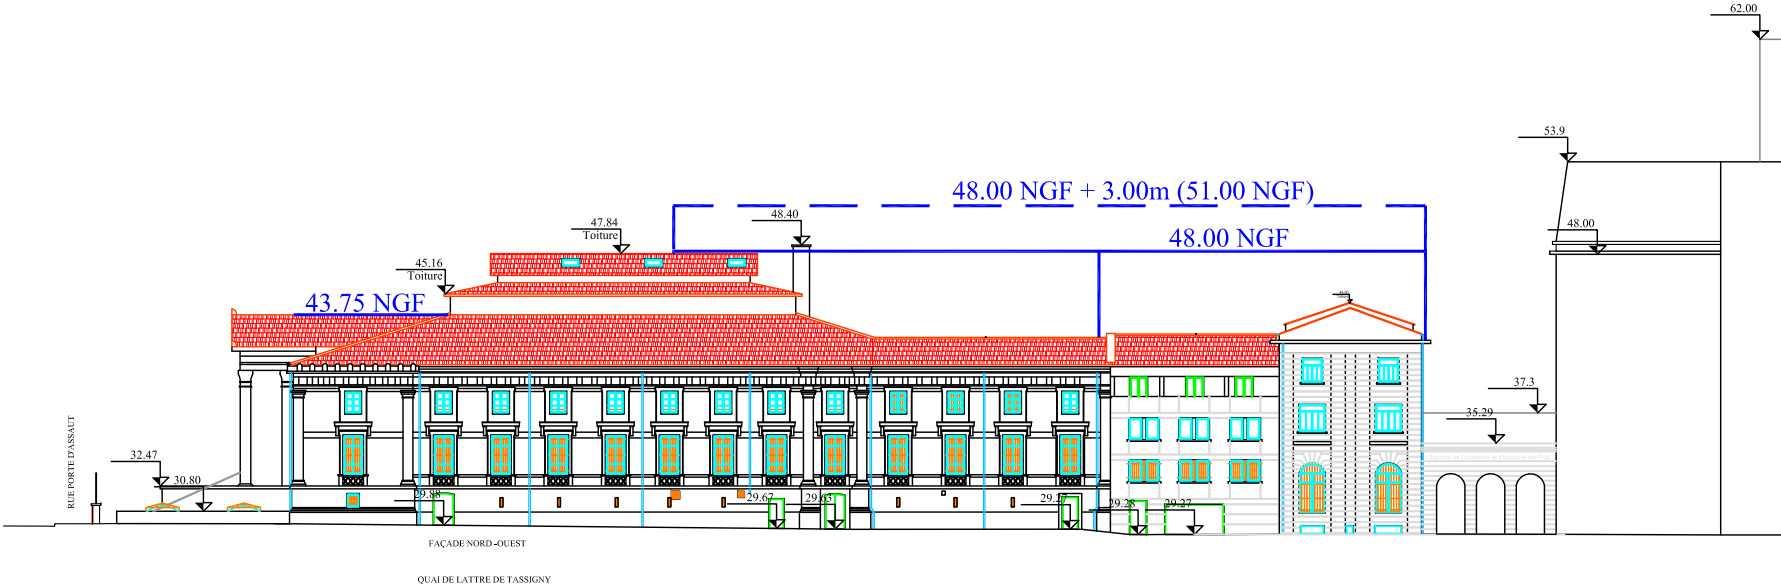 62.00
53.9
48.00 NGF + 3.00m (51.00 NGF)
48.40
47.84
Toiture
48.00
48.00 NGF
45.16
Toiture
43.75 NGF
37.3
35.29
RUE PORTE D'ASSAUT
32.47
30.80
29.88
29.67
29.63
29.27
29.28
29.27
FAÇADE NORD -OUEST
QUAI DE LATTRE DE TASSIGNY